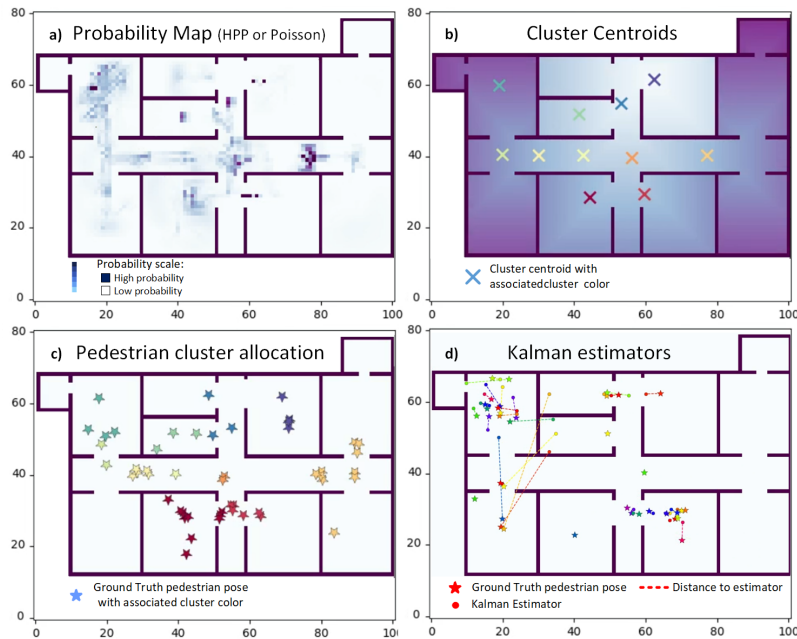 80
60
40
20
0
a) Probability Map (HPP or Poisson)
Probability scale:
High probability
Low probability
0 20 40 60 80 100
80
60
40
20
0
b) Cluster Centroids
Cluster centroid with
associatedcluster color
0 20 40 60 80 100
80
60
40
20
0
c) Pedestrian cluster allocation
Ground Truth pedestrian pose
with associated cluster color
0 20 40 60 80 100
80
60
40
20
0
d) Kalman estimators
Ground Truth pedestrian pose
Distance to estimator
Kalman Estimator
0 20 40 60 80 100